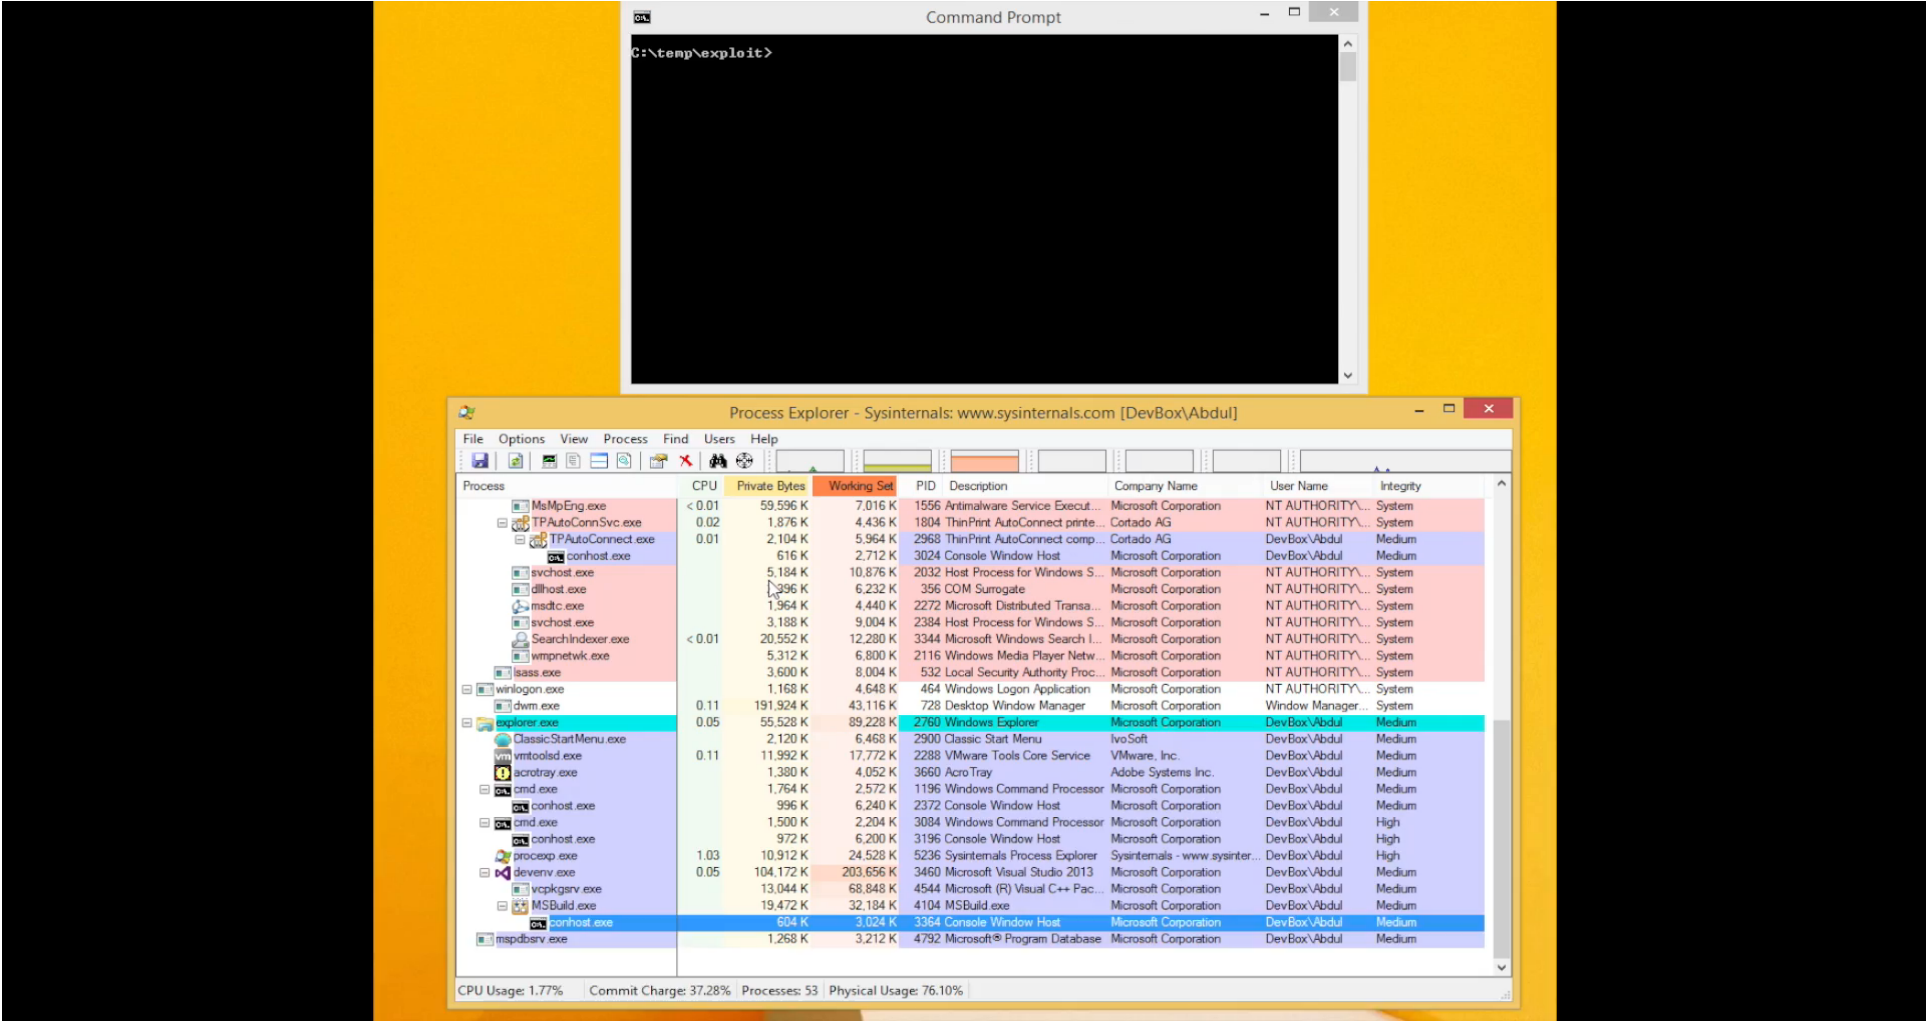 Command Prompt
C:\temp\exploit>
Process Explorer - Sysinternals: www.sysinternals.com [DevBox\Abdul]
File Options View Process Find Users Help
Process CPU Private Bytes Working Set PID Description Company Name User Name Integrity
MsMpEng.exe < 0.01 59,596 K 7,016 K 1556 Antimalware Service Execut... Microsoft Corporation NT AUTHORITY\... System
TPAutoConnSvc.exe 0.02 1,876 K 4,436 K 1804 ThinPrint AutoConnect printe... Cortado AG NT AUTHORITY\... System
TPAutoConnect.exe 0.01 2,104 K 5,964 K 2968 ThinPrint AutoConnect comp... Cortado AG DevBox\Abdul Medium
conhost.exe 616 K 2,712 K 3024 Console Window Host Microsoft Corporation DevBox\Abdul Medium
svchost.exe 5,184 K 10,876 K 2032 Host Process for Windows S... Microsoft Corporation NT AUTHORITY\... System
dllhost.exe 396 K 6,232 K 356 COM Surrogate Microsoft Corporation NT AUTHORITY\... System
msdtc.exe 1,964 K 4,440 K 2272 Microsoft Distributed Transa... Microsoft Corporation NT AUTHORITY\... System
svchost.exe 3,188 K 9,004 K 2384 Host Process for Windows S... Microsoft Corporation NT AUTHORITY\... System
SearchIndexer.exe < 0.01 20,552 K 12,280 K 3344 Microsoft Windows Search I... Microsoft Corporation NT AUTHORITY\... System
wmpnetwk.exe 5,312 K 6,800 K 2116 Windows Media Player Netw... Microsoft Corporation NT AUTHORITY\... System
lsass.exe 3,600 K 8,004 K 532 Local Security Authority Proc... Microsoft Corporation NT AUTHORITY\... System
winlogon.exe 1,168 K 4,648 K 464 Windows Logon Application Microsoft Corporation NT AUTHORITY\... System
dwm.exe 0.11 191,924 K 43,116 K 728 Desktop Window Manager Microsoft Corporation Window Manager... System
explorer.exe 0.05 55,528 K 89,228 K 2760 Windows Explorer Microsoft Corporation DevBox\Abdul Medium
ClassicStartMenu.exe 2,120 K 6,468 K 2900 Classic Start Menu IvoSoft DevBox\Abdul Medium
vmtoolsd.exe 0.11 11,992 K 17,772 K 2288 VMware Tools Core Service VMware, Inc. DevBox\Abdul Medium
acrotray.exe 1,380 K 4,052 K 3660 AcroTray Adobe Systems Inc. DevBox\Abdul Medium
cmd.exe 1,764 K 2,572 K 1196 Windows Command Processor Microsoft Corporation DevBox\Abdul Medium
conhost.exe 996 K 6,240 K 2372 Console Window Host Microsoft Corporation DevBox\Abdul Medium
cmd.exe 1,500 K 2,204 K 3084 Windows Command Processor Microsoft Corporation DevBox\Abdul High
conhost.exe 972 K 6,200 K 3196 Console Window Host Microsoft Corporation DevBox\Abdul High
procexp.exe 1.03 10,912 K 24,528 K 5236 Sysinternals Process Explorer Sysinternals - www.sysinter... DevBox\Abdul High
devenv.exe 0.05 104,172 K 203,656 K 3460 Microsoft Visual Studio 2013 Microsoft Corporation DevBox\Abdul Medium
vcpkgsrv.exe 13,044 K 68,848 K 4544 Microsoft (R) Visual C++ Pac... Microsoft Corporation DevBox\Abdul Medium
MSBuild.exe 19,472 K 32,184 K 4104 MSBuild.exe Microsoft Corporation DevBox\Abdul Medium
conhost.exe 604 K 3,024 K 3364 Console Window Host Microsoft Corporation DevBox\Abdul Medium
mspdbsrv.exe 1,268 K 3,212 K 4792 Microsoft® Program Database Microsoft Corporation DevBox\Abdul Medium
CPU Usage: 1.77% Commit Charge: 37.28% Processes: 53 Physical Usage: 76.10%